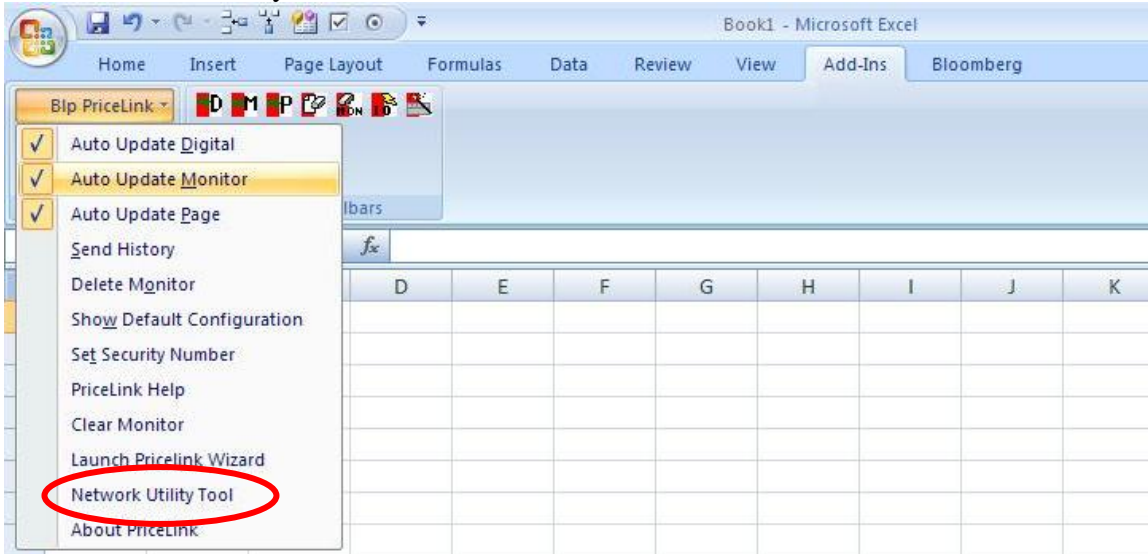 Book1 - Microsoft Excel
Home Insert Page Layout Formulas Data Review View Add-Ins Bloomberg
Blp PriceLink D M P
Auto Update Digital
Auto Update Monitor
Auto Update Page
lbars
Send History
fx
Delete Monitor
D E F G H I J K
Show Default Configuration
Set Security Number
PriceLink Help
Clear Monitor
Launch Pricelink Wizard
Network Utility Tool
About PriceLink